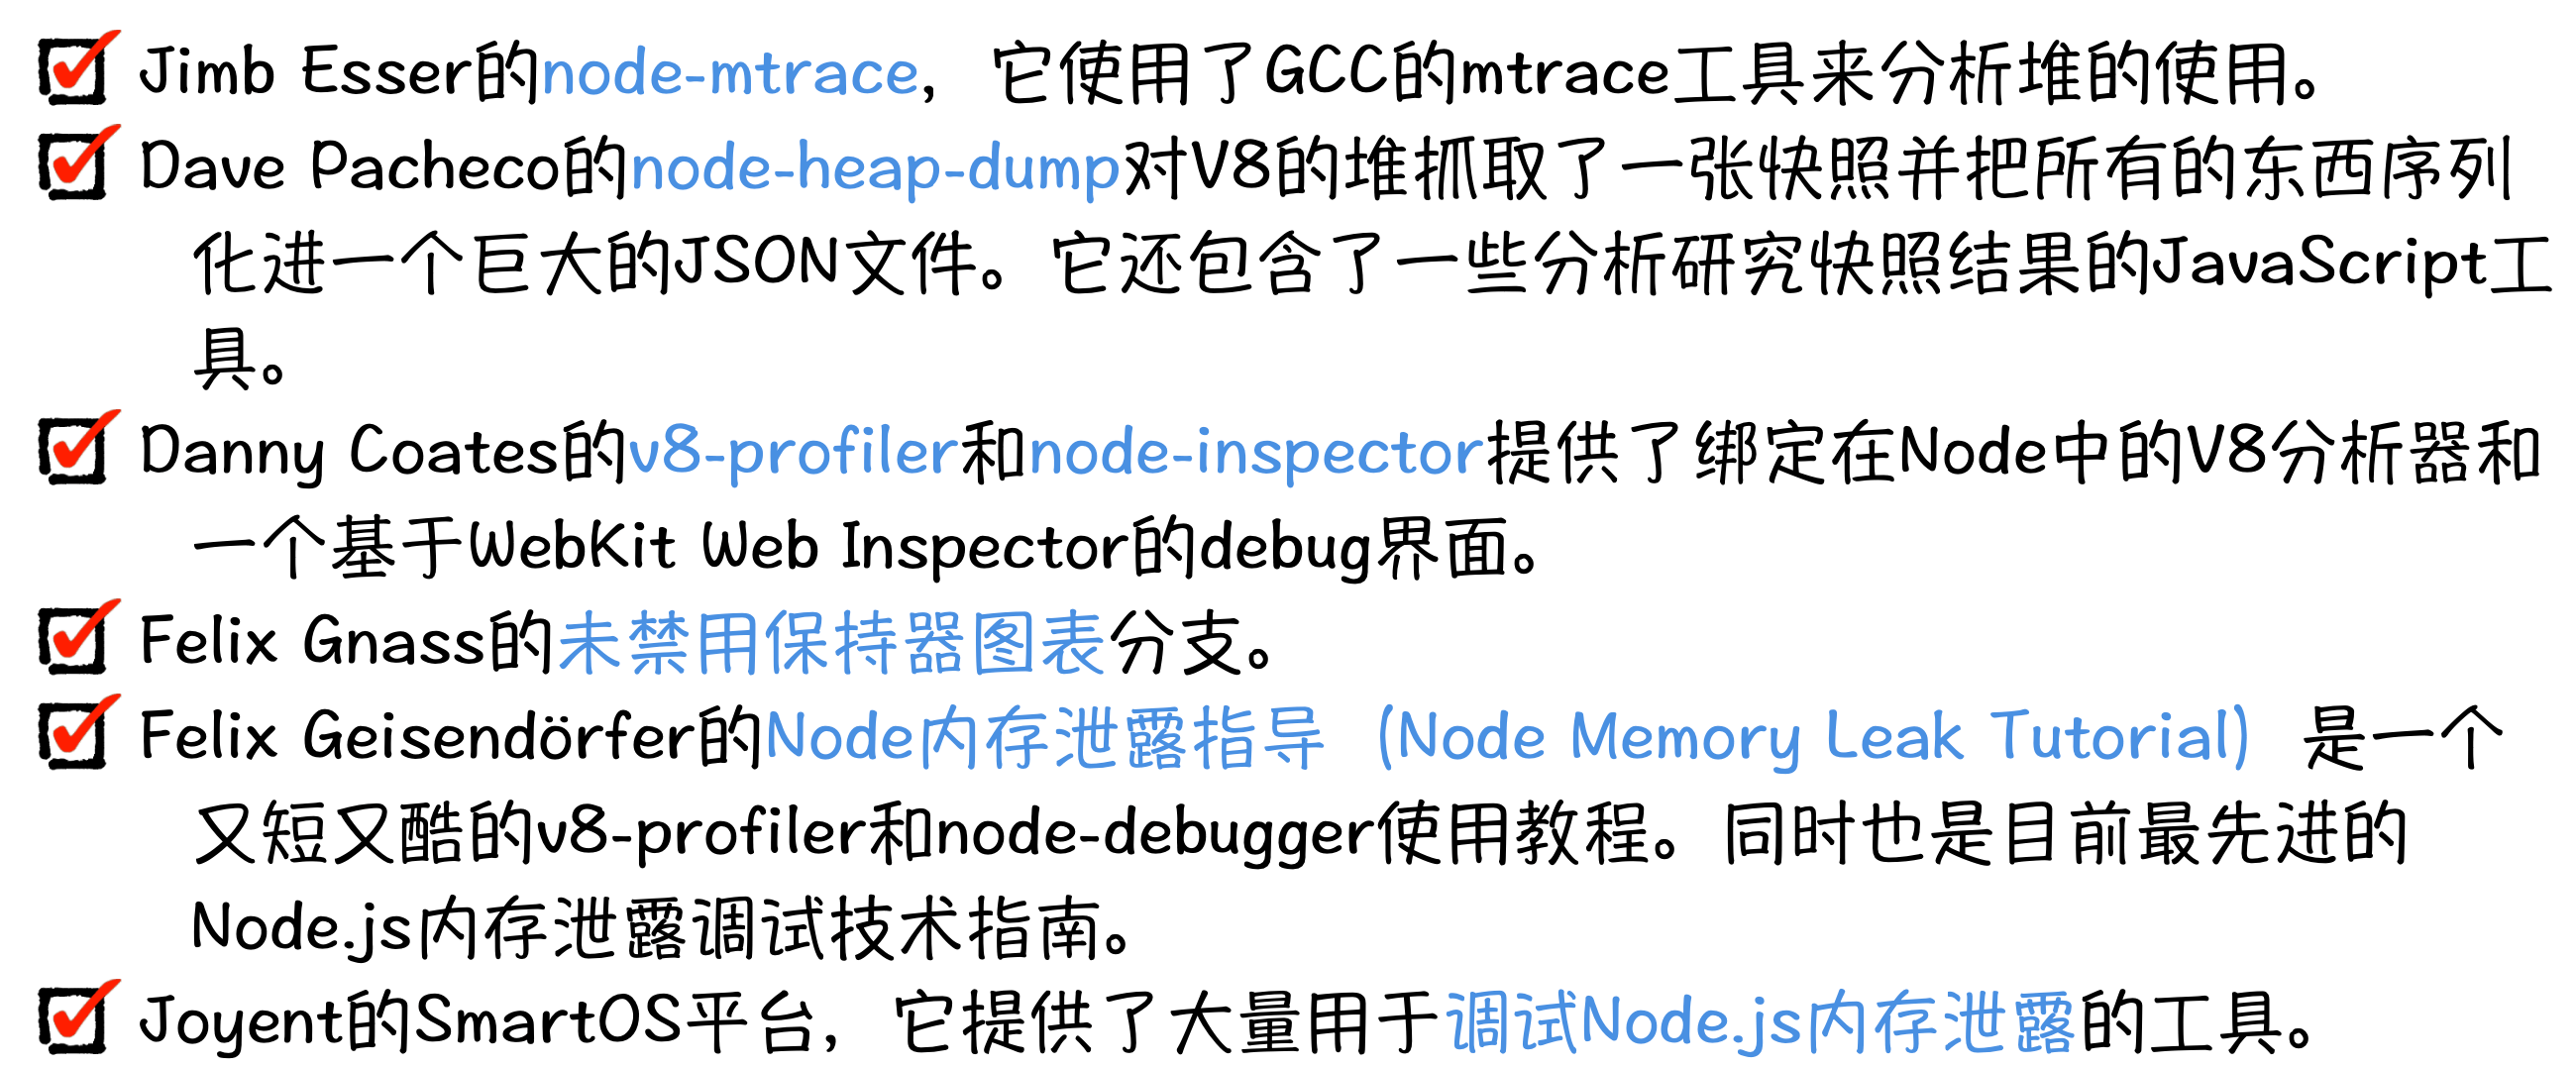 Jimb Esser的node-mtrace，它使用了GCC的mtrace工具来分析堆的使用。
Dave Pacheco的node-heap-dump对V8的堆抓取了一张快照并把所有的东西序列
化进一个巨大的JSON文件。它还包含了一些分析研究快照结果的JavaScript工
具。
Danny Coates的v8-profiler和node-inspector提供了绑定在Node中的V8分析器和
一个基于WebKit Web Inspector的debug界面。
Felix Gnass的未禁用保持器图表分支。
Felix Geisendörfer的Node内存泄露指导（Node Memory Leak Tutorial）是一个
又短又酷的v8-profiler和node-debugger使用教程。同时也是目前最先进的
Node.js内存泄露调试技术指南。
Joyent的SmartOS平台，它提供了大量用于调试Node.js内存泄露的工具。